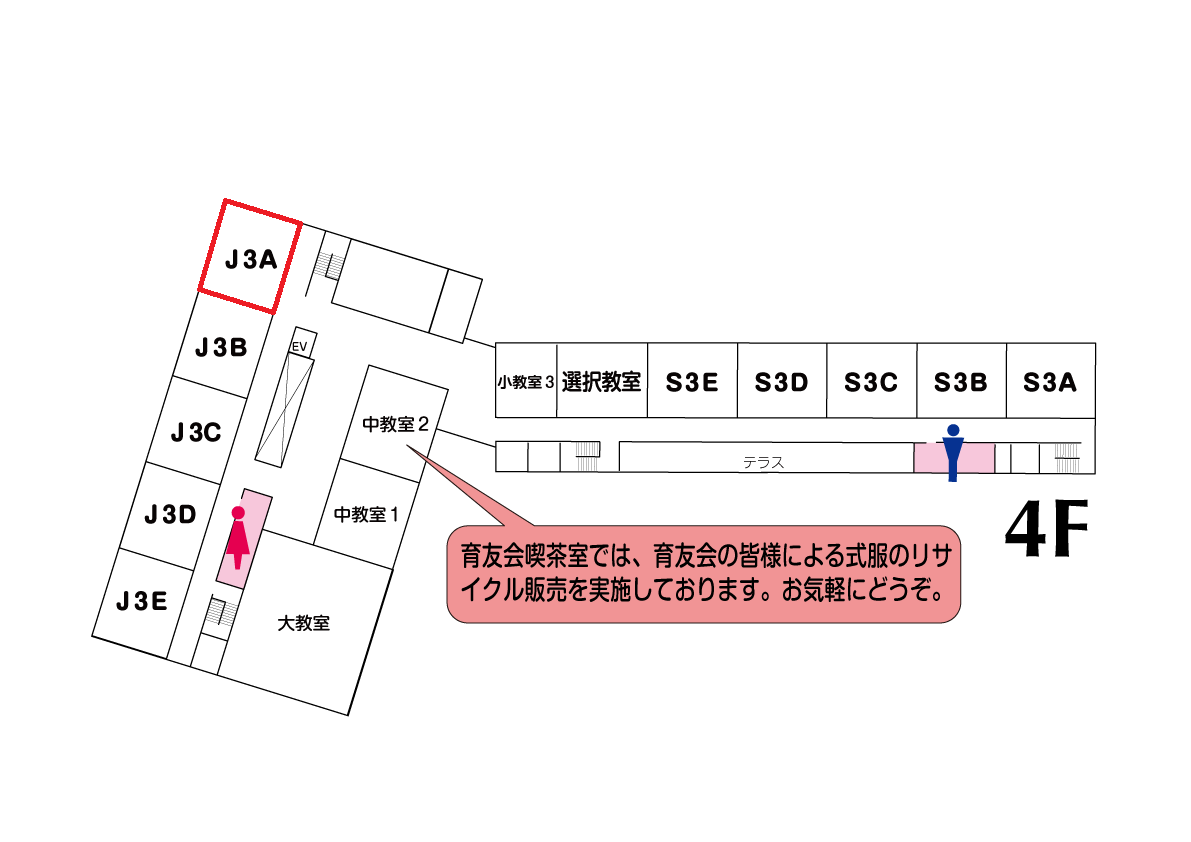 J3A
J3B
EV
J3C
J3D
J3E
中教室2
中教室1
大教室
小教室3
選択教室
S3E
S3D
S3C
S3B
S3A
テラス
4F
育友会喫茶室では、育友会の皆様による式服のリサ
イクル販売を実施しております。お気軽にどうぞ。